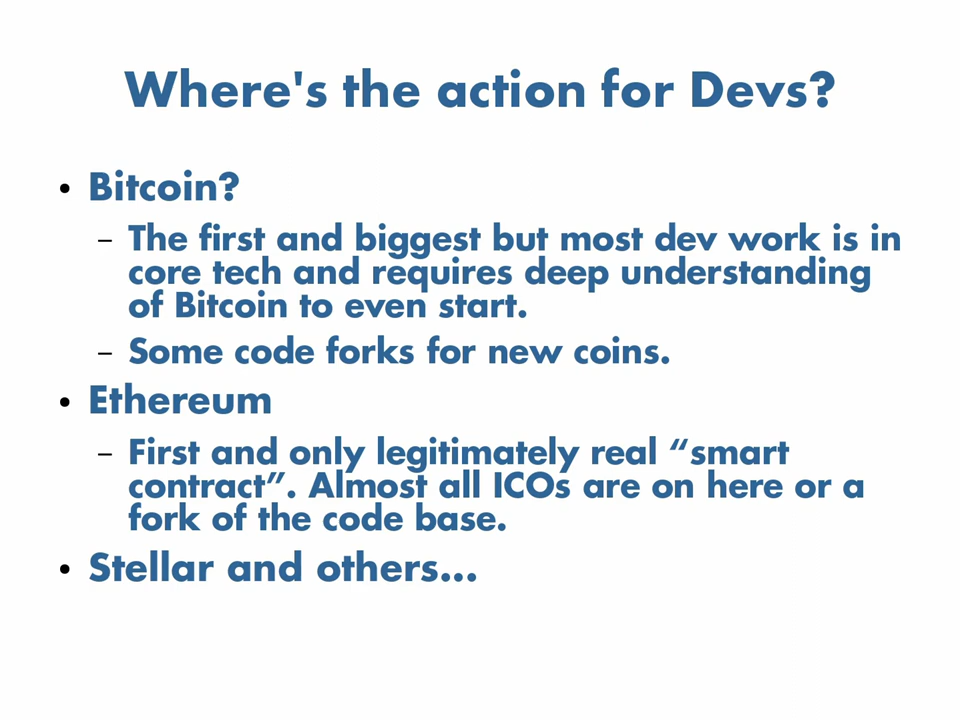 Where's the action for Devs?
• Bitcoin?
– The first and biggest but most dev work is in
core tech and requires deep understanding
of Bitcoin to even start.
– Some code forks for new coins.
• Ethereum
– First and only legitimately real “smart
contract”. Almost all ICOs are on here or a
fork of the code base.
• Stellar and others...